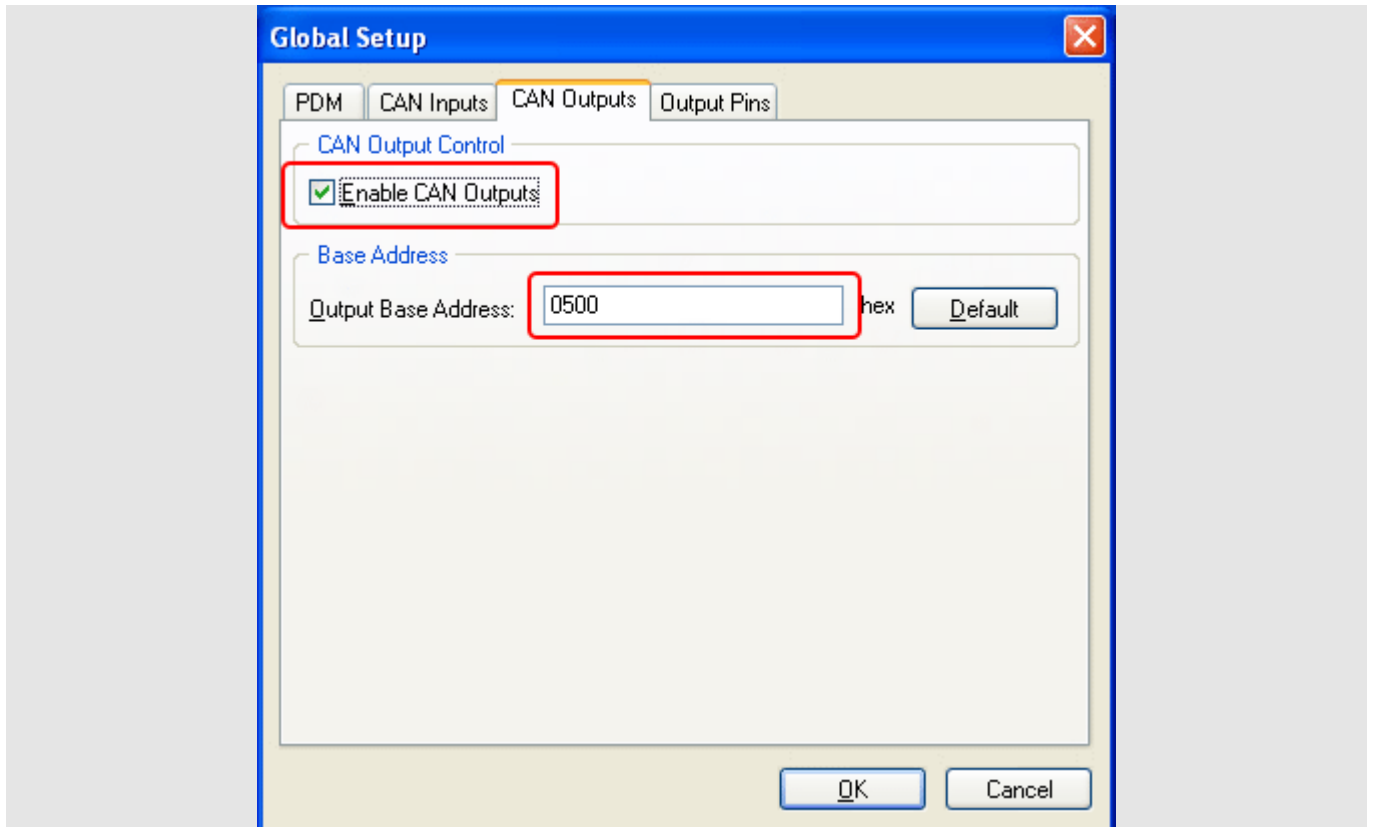 Global Setup
PDM CAN Inputs CAN Outputs Output Pins
CAN Output Control
Enable CAN Outputs
Base Address
Output Base Address: 0500 hex Default
OK Cancel